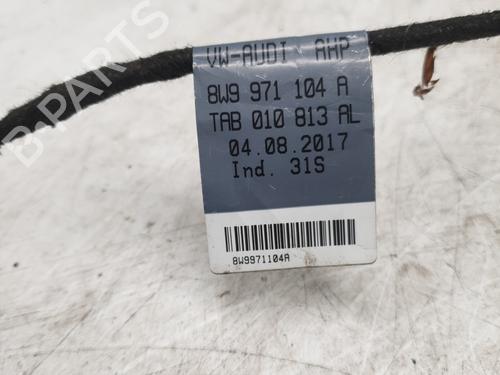 VW-AUDI AHP
8W9 971 104 A
TAB 010 813 AL
04.08.2017
Ind. 31S
8W9971104A
B-PARTS